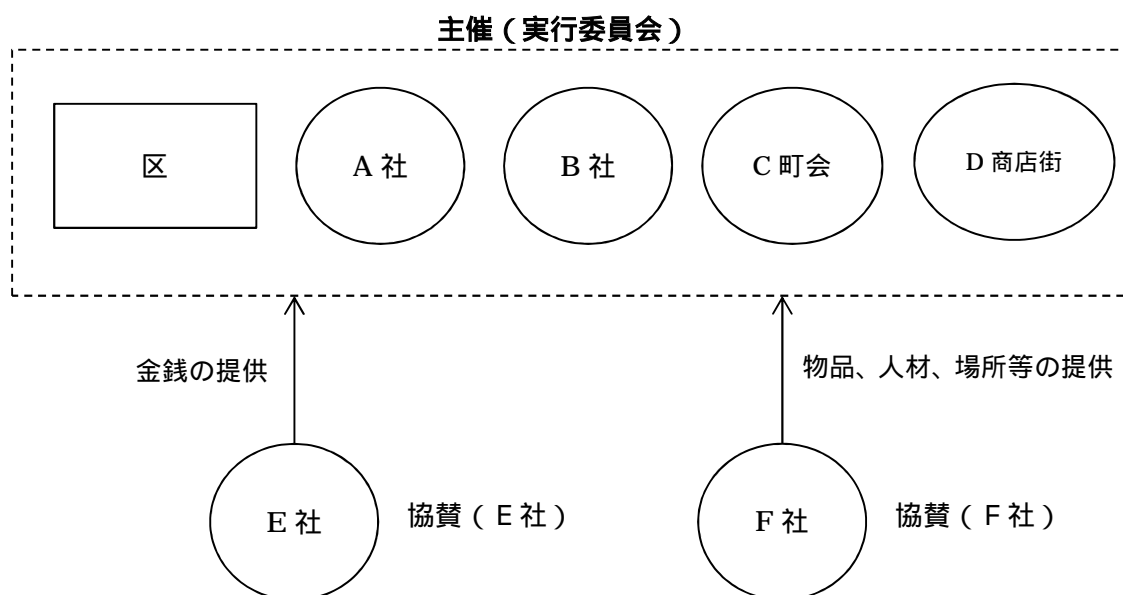 主催（実行委員会）
区
A 社
B 社
C 町会
D 商店街
金銭の提供
物品、人材、場所等の提供
E 社
協賛（E社）
F 社
協賛（F社）